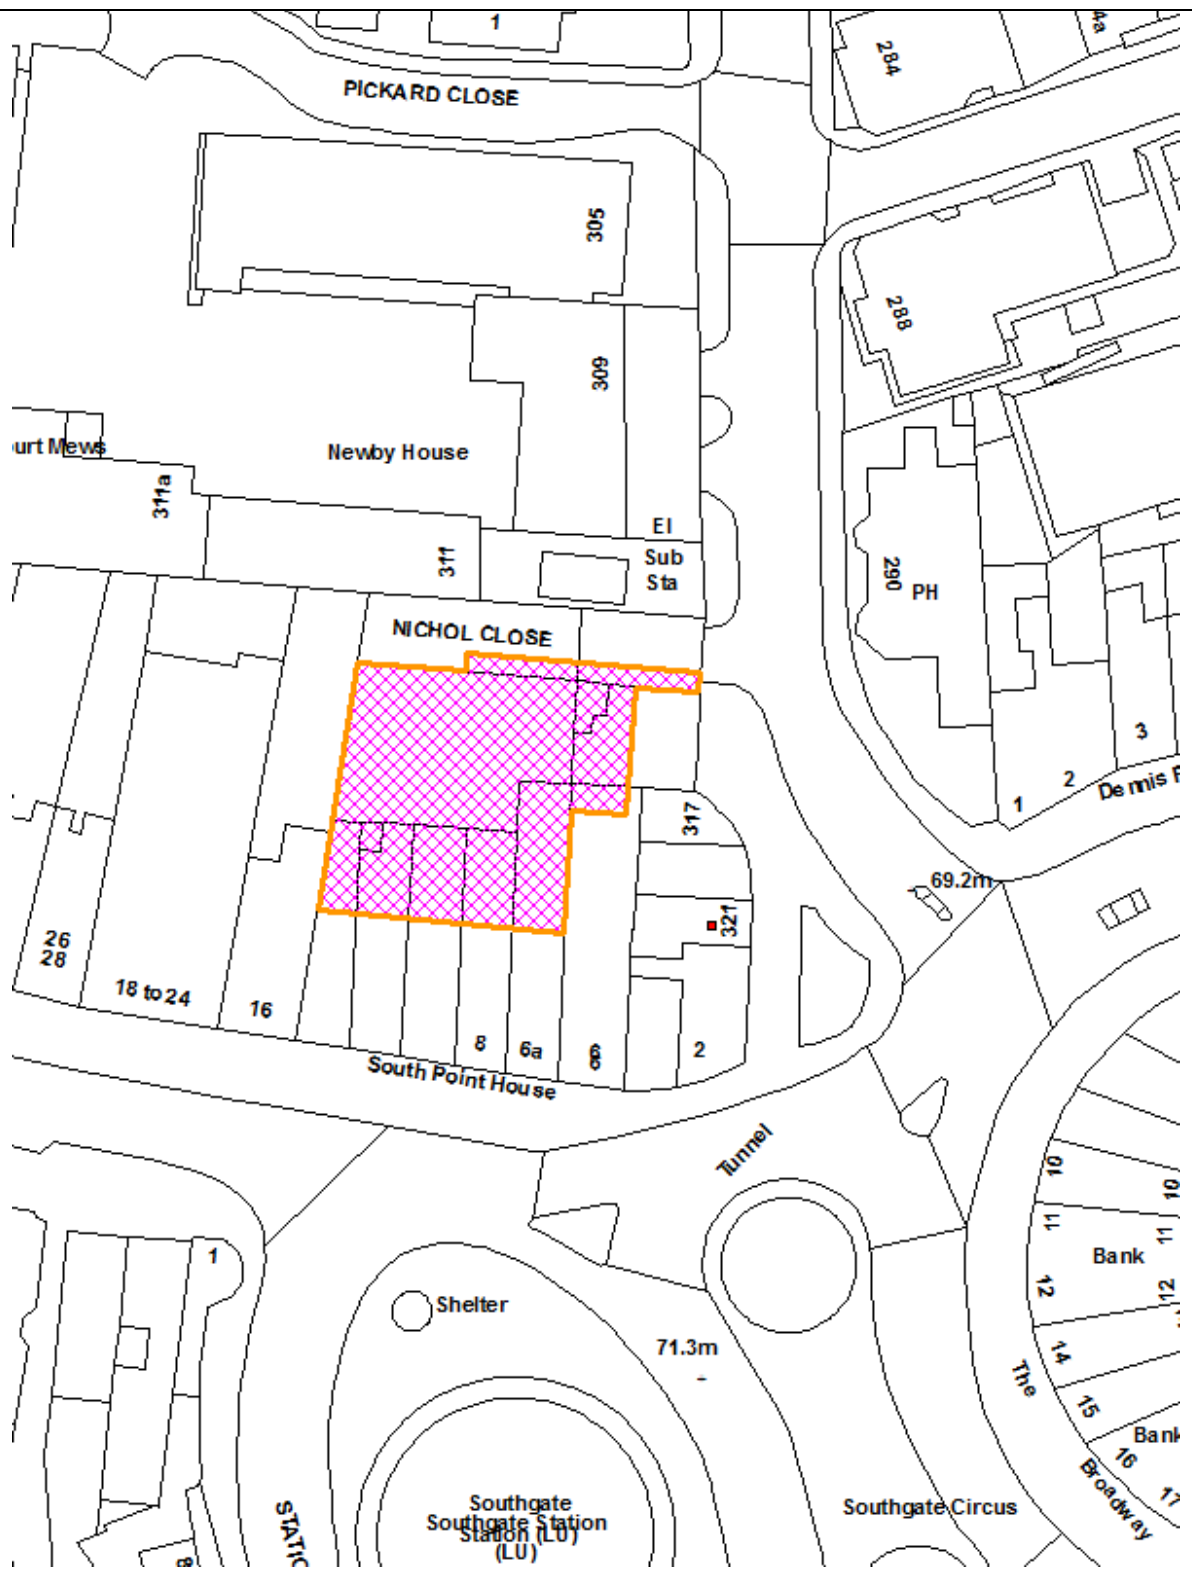 1
4a
284
PICKARD CLOSE
305
288
309
urt Mews
Newby House
311a
El
Sub
Sta
311
290
PH
NICHOL CLOSE
3
2
1
Dennis P
317
69.2m
321
26
28
18 to 24
16
8
6a
6
2
South Point House
Tunnel
10
10
11
11
Bank
12
12
1
Shelter
71.3m
14
The
15
Bank
16
17
Broadway
Southgate
Southgate Station
Station (LU)
(LU)
Southgate Circus
STATIO
8